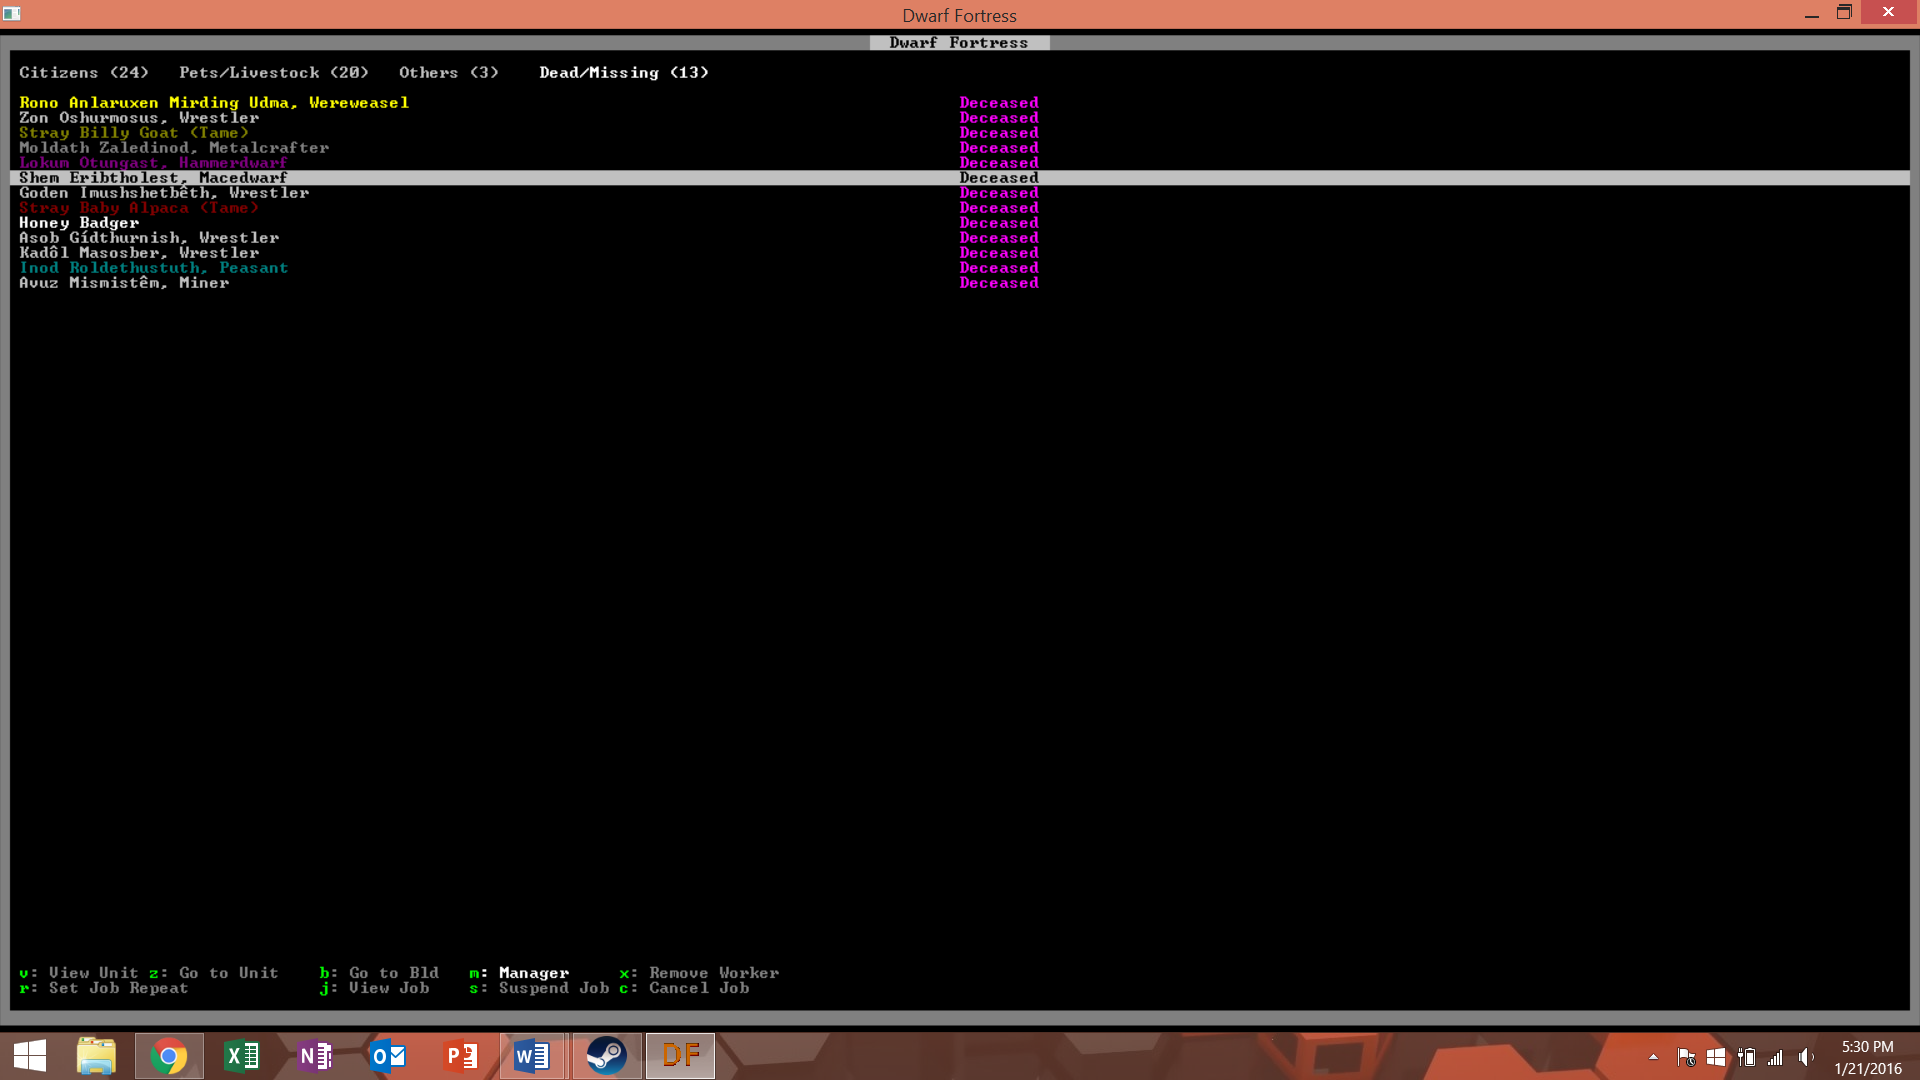 Dwarf Fortress
Dwarf Fortress
Citizens (24) Pets/Livestock (20) Others (3) Dead/Missing (13)
Rono Anlaruxen Mirding Udma, Wereweasel Deceased
Zon Oshurmosus, Wrestler Deceased
Stray Billy Goat (Tame) Deceased
Moldath Zaledinod, Metalcrafter Deceased
Lokum Otungast, Hammerdwarf Deceased
Shem Eribtholest, Macedwarf Deceased
Goden Imushshetbêth, Wrestler Deceased
Stray Baby Alpaca (Tame) Deceased
Honey Badger Deceased
Asob Gídthurnish, Wrestler Deceased
Kadôl Masosber, Wrestler Deceased
Inod Roldethustuth, Peasant Deceased
Avuz Mismistêm, Miner Deceased
v: View Unit z: Go to Unit b: Go to Bld m: Manager x: Remove Worker
r: Set Job Repeat j: View Job s: Suspend Job c: Cancel Job
DF
5:30 PM
1/21/2016